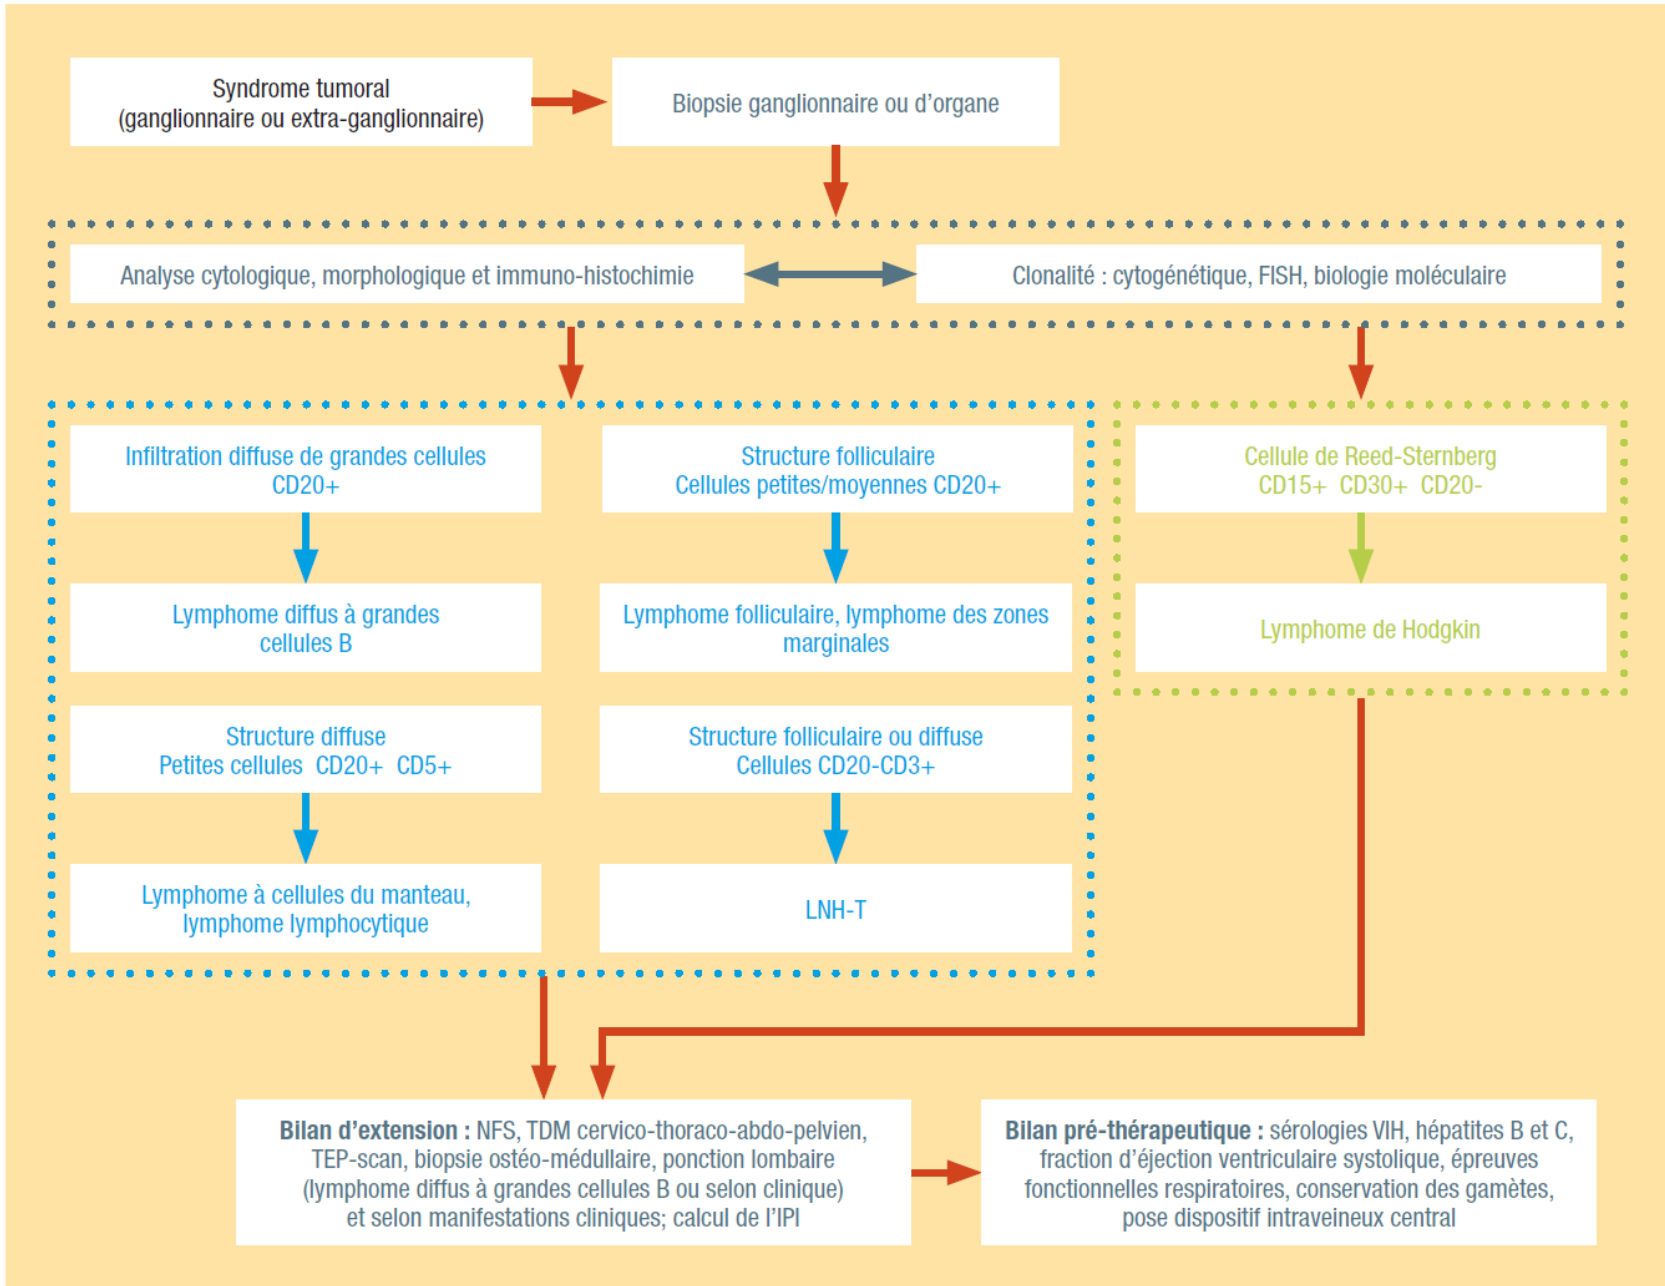 Syndrome tumoral
(ganglionnaire ou extra-ganglionnaire)
Biopsie ganglionnaire ou d'organe
Analyse cytologique, morphologique et immuno-histochimie
Clonalité : cytogénétique, FISH, biologie moléculaire
Infiltration diffuse de grandes cellules
CD20+
Structure folliculaire
Cellules petites/moyennes CD20+
Cellule de Reed-Sternberg
CD15+ CD30+ CD20-
Lymphome diffus à grandes
cellules B
Lymphome folliculaire, lymphome des zones
marginales
Lymphome de Hodgkin
Structure diffuse
Petites cellules CD20+ CD5+
Structure folliculaire ou diffuse
Cellules CD20-CD3+
Lymphome à cellules du manteau,
lymphome lymphocytique
LNH-T
Bilan d'extension : NFS, TDM cervico-thoraco-abdo-pelvien,
TEP-scan, biopsie ostéo-médullaire, ponction lombaire
(lymphome diffus à grandes cellules B ou selon clinique)
et selon manifestations cliniques; calcul de l'IPI
Bilan pré-thérapeutique : sérologies VIH, hépatites B et C,
fraction d'éjection ventriculaire systolique, épreuves
fonctionnelles respiratoires, conservation des gamètes,
pose dispositif intraveineux central